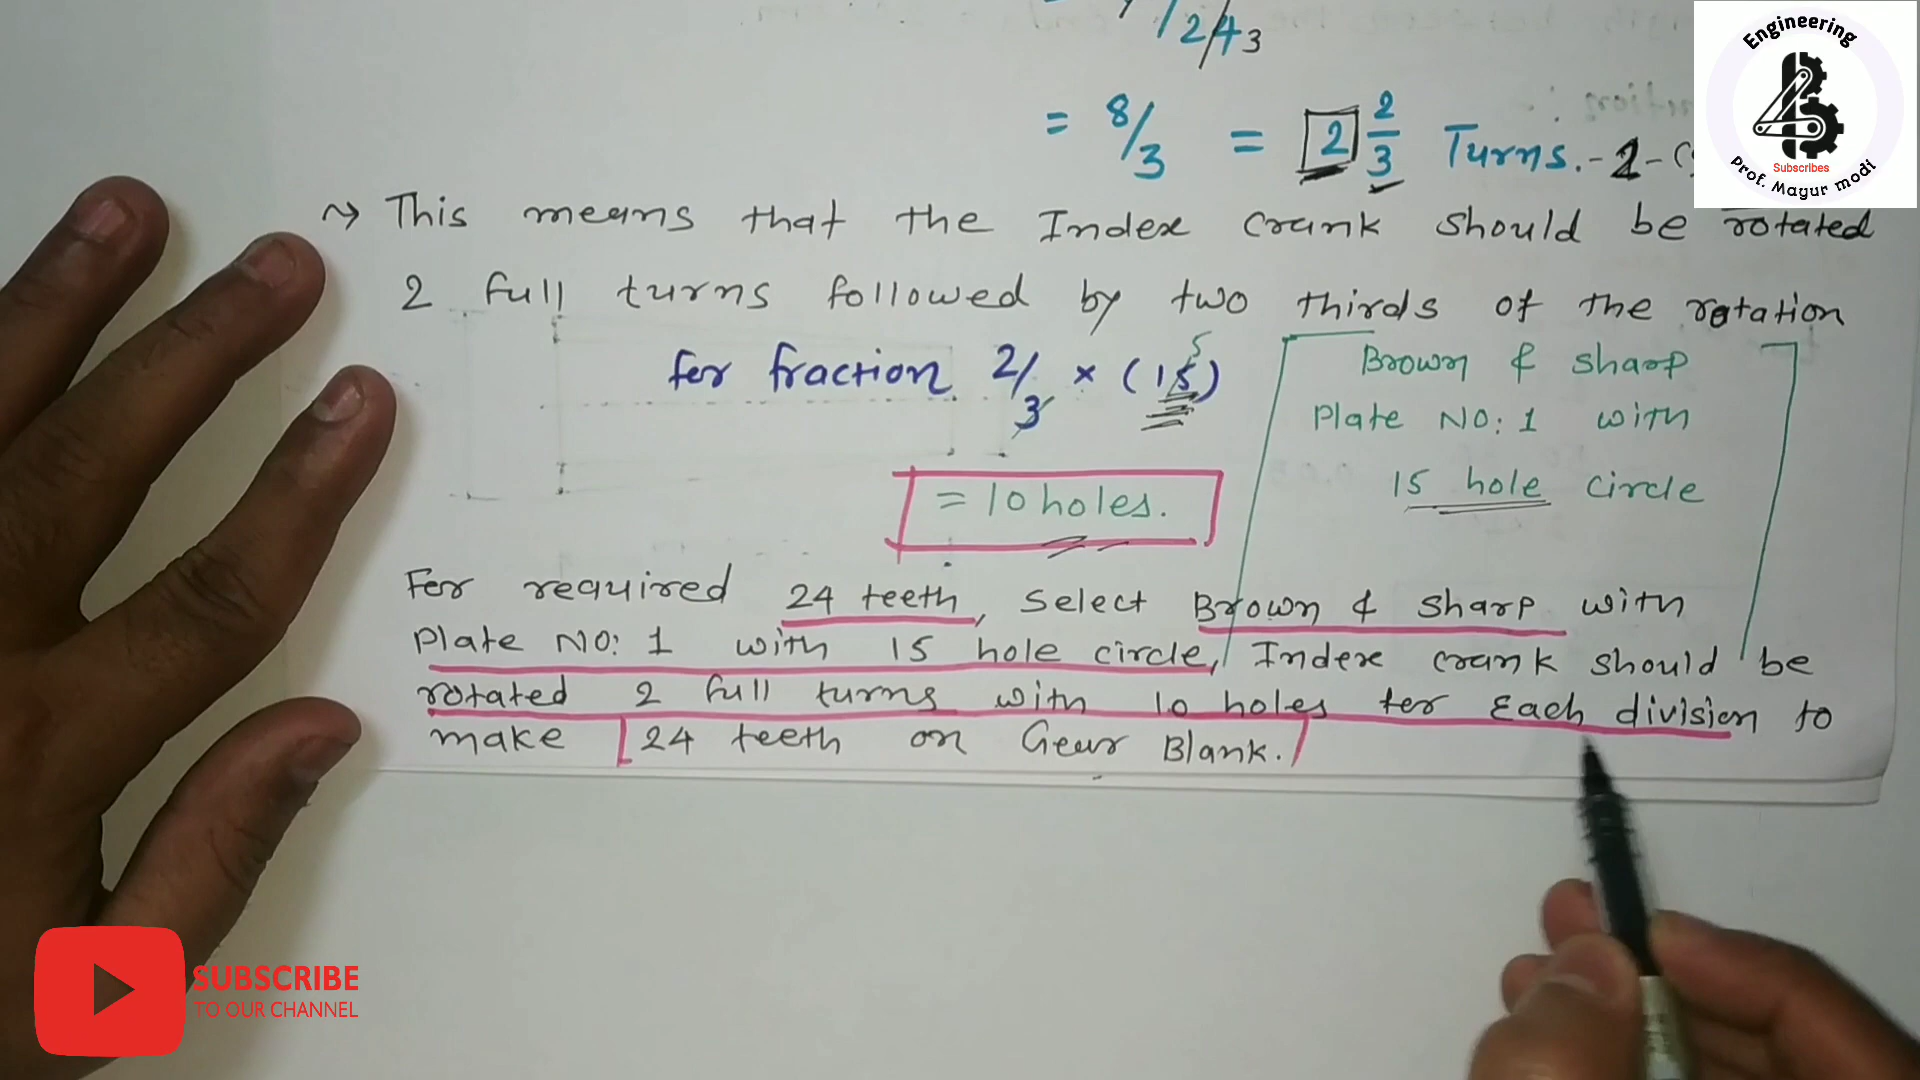 24 3
= 8/3 = 2 2/3 Turns. - 2 - (
~> This means that the Index crank should be rotated
2 full turns followed by two thirds of the rotation
for fraction 2/3 × (15) 5
= 10 holes.
Brown & sharp
Plate NO: 1 with
15 hole circle
For required 24 teeth, Select Brown & sharp with
Plate NO: 1 with 15 hole circle, Index crank should be
rotated 2 full turns with 10 holes for Each division to
make [24 teeth on Gear Blank.]
Engineering
Subscribes
Prof. Mayur modi
SUBSCRIBE
TO OUR CHANNEL